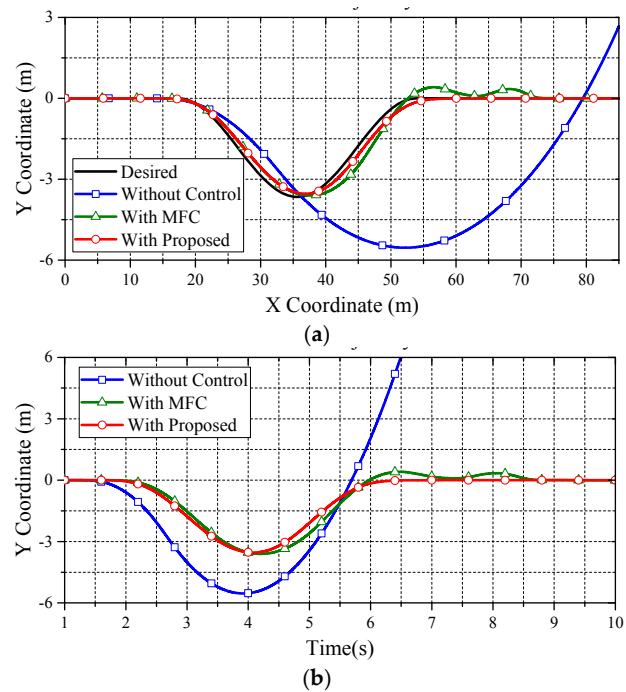 3
0
-3
-6
Y Coordinate (m)
Desired
Without Control
With MFC
With Proposed
0 10 20 30 40 50 60 70 80
X Coordinate (m)
(a)
6
3
0
-3
-6
Y Coordinate (m)
Without Control
With MFC
With Proposed
1 2 3 4 5 6 7 8 9 10
Time(s)
(b)